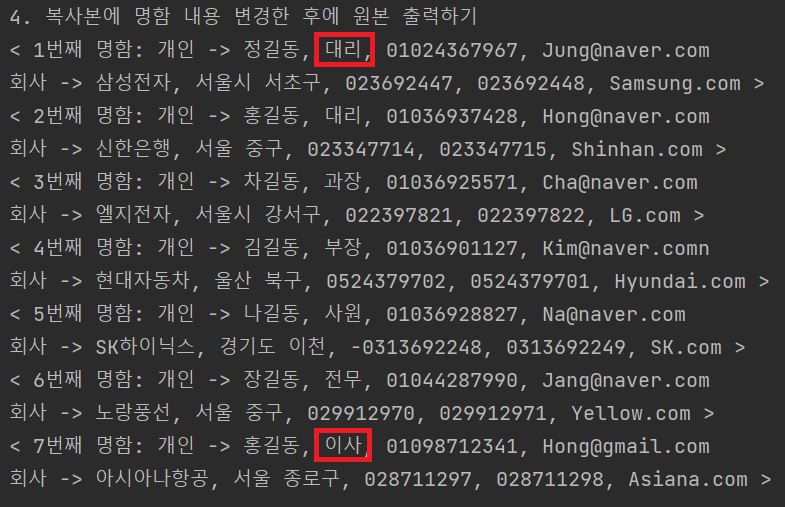 4. 복사본에 명함 내용 변경한 후에 원본 출력하기
< 1번째 명함: 개인 -> 정길동, 대리, 01024367967, Jung@naver.com
회사 -> 삼성전자, 서울시 서초구, 023692447, 023692448, Samsung.com >
< 2번째 명함: 개인 -> 홍길동, 대리, 01036937428, Hong@naver.com
회사 -> 신한은행, 서울 중구, 023347714, 023347715, Shinhan.com >
< 3번째 명함: 개인 -> 차길동, 과장, 01036925571, Cha@naver.com
회사 -> 엘지전자, 서울시 강서구, 022397821, 022397822, LG.com >
< 4번째 명함: 개인 -> 김길동, 부장, 01036901127, Kim@naver.comn
회사 -> 현대자동차, 울산 북구, 0524379702, 0524379701, Hyundai.com >
< 5번째 명함: 개인 -> 나길동, 사원, 01036928827, Na@naver.com
회사 -> SK하이닉스, 경기도 이천, -0313692248, 0313692249, SK.com >
< 6번째 명함: 개인 -> 장길동, 전무, 01044287990, Jang@naver.com
회사 -> 노랑풍선, 서울 중구, 029912970, 029912971, Yellow.com >
< 7번째 명함: 개인 -> 홍길동, 이사, 01098712341, Hong@gmail.com
회사 -> 아시아나항공, 서울 종로구, 028711297, 028711298, Asiana.com >